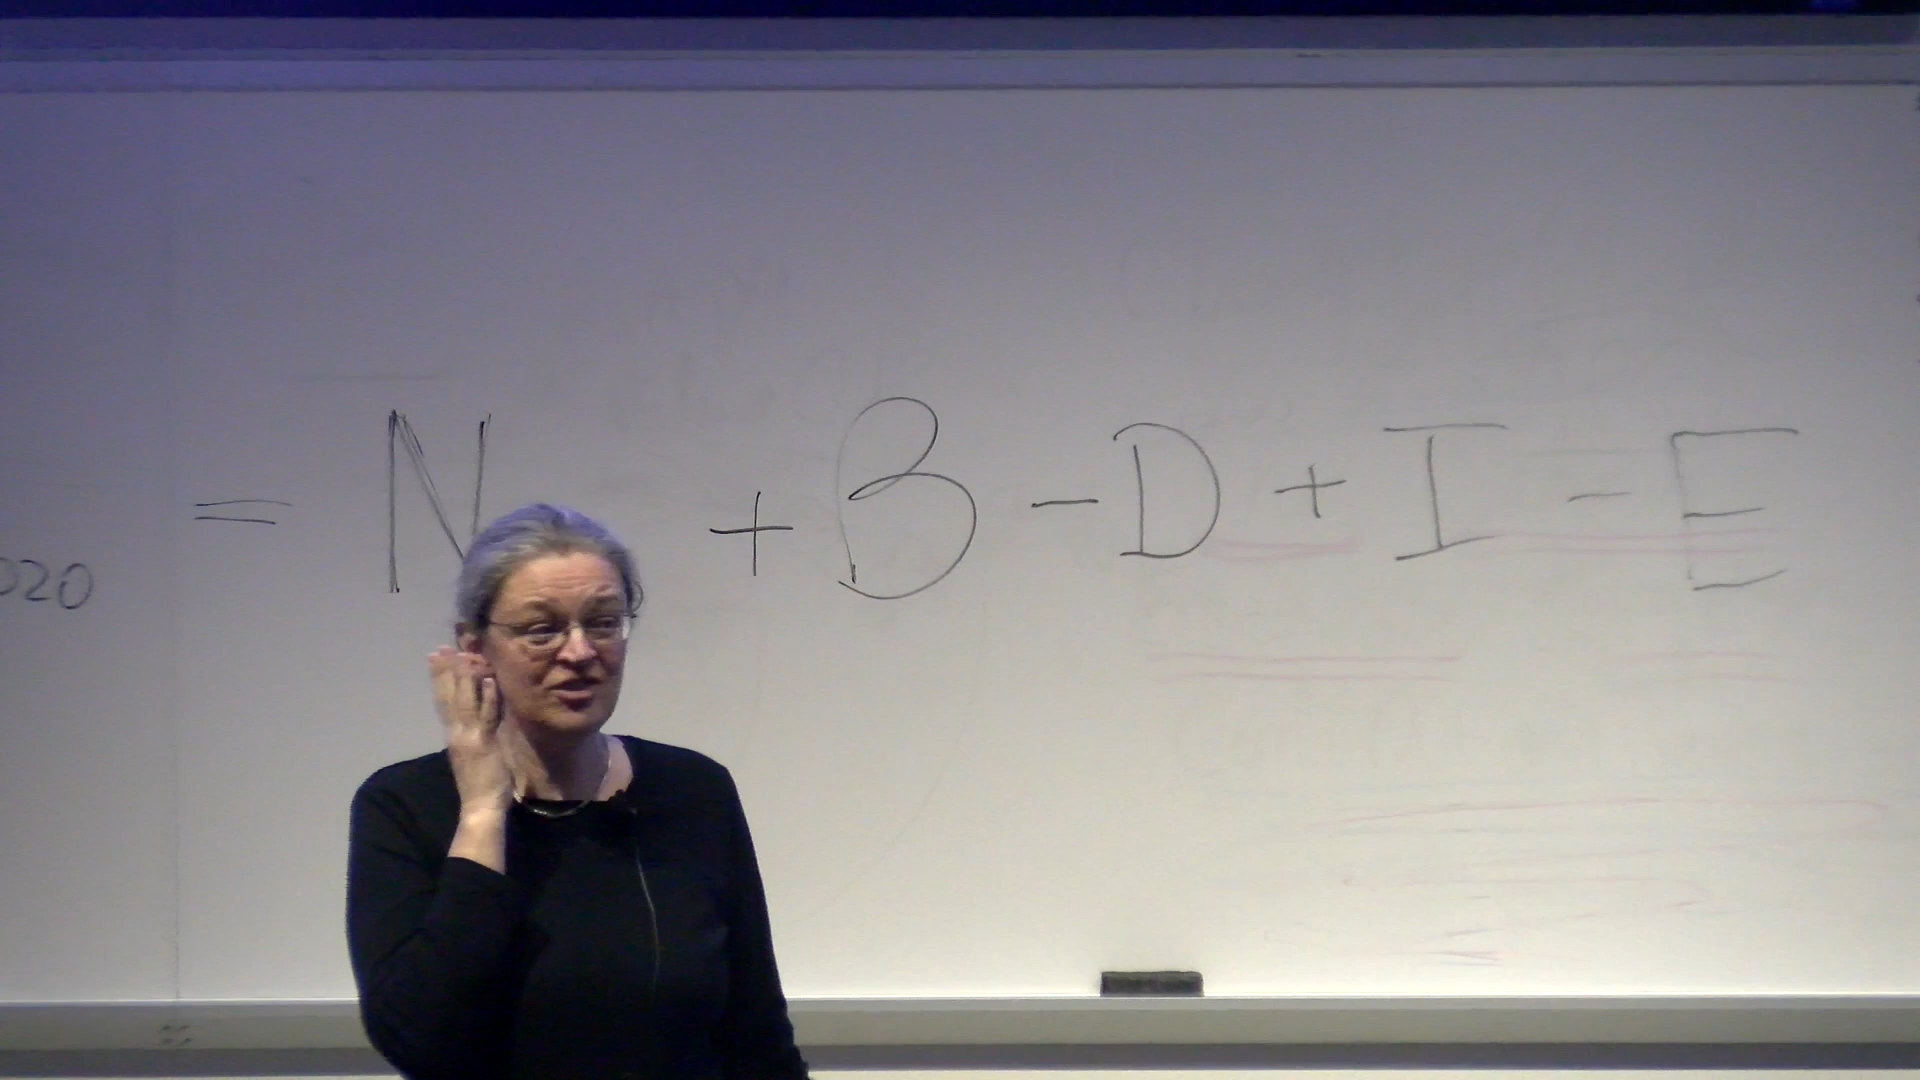 = N + B - D + I - E
020